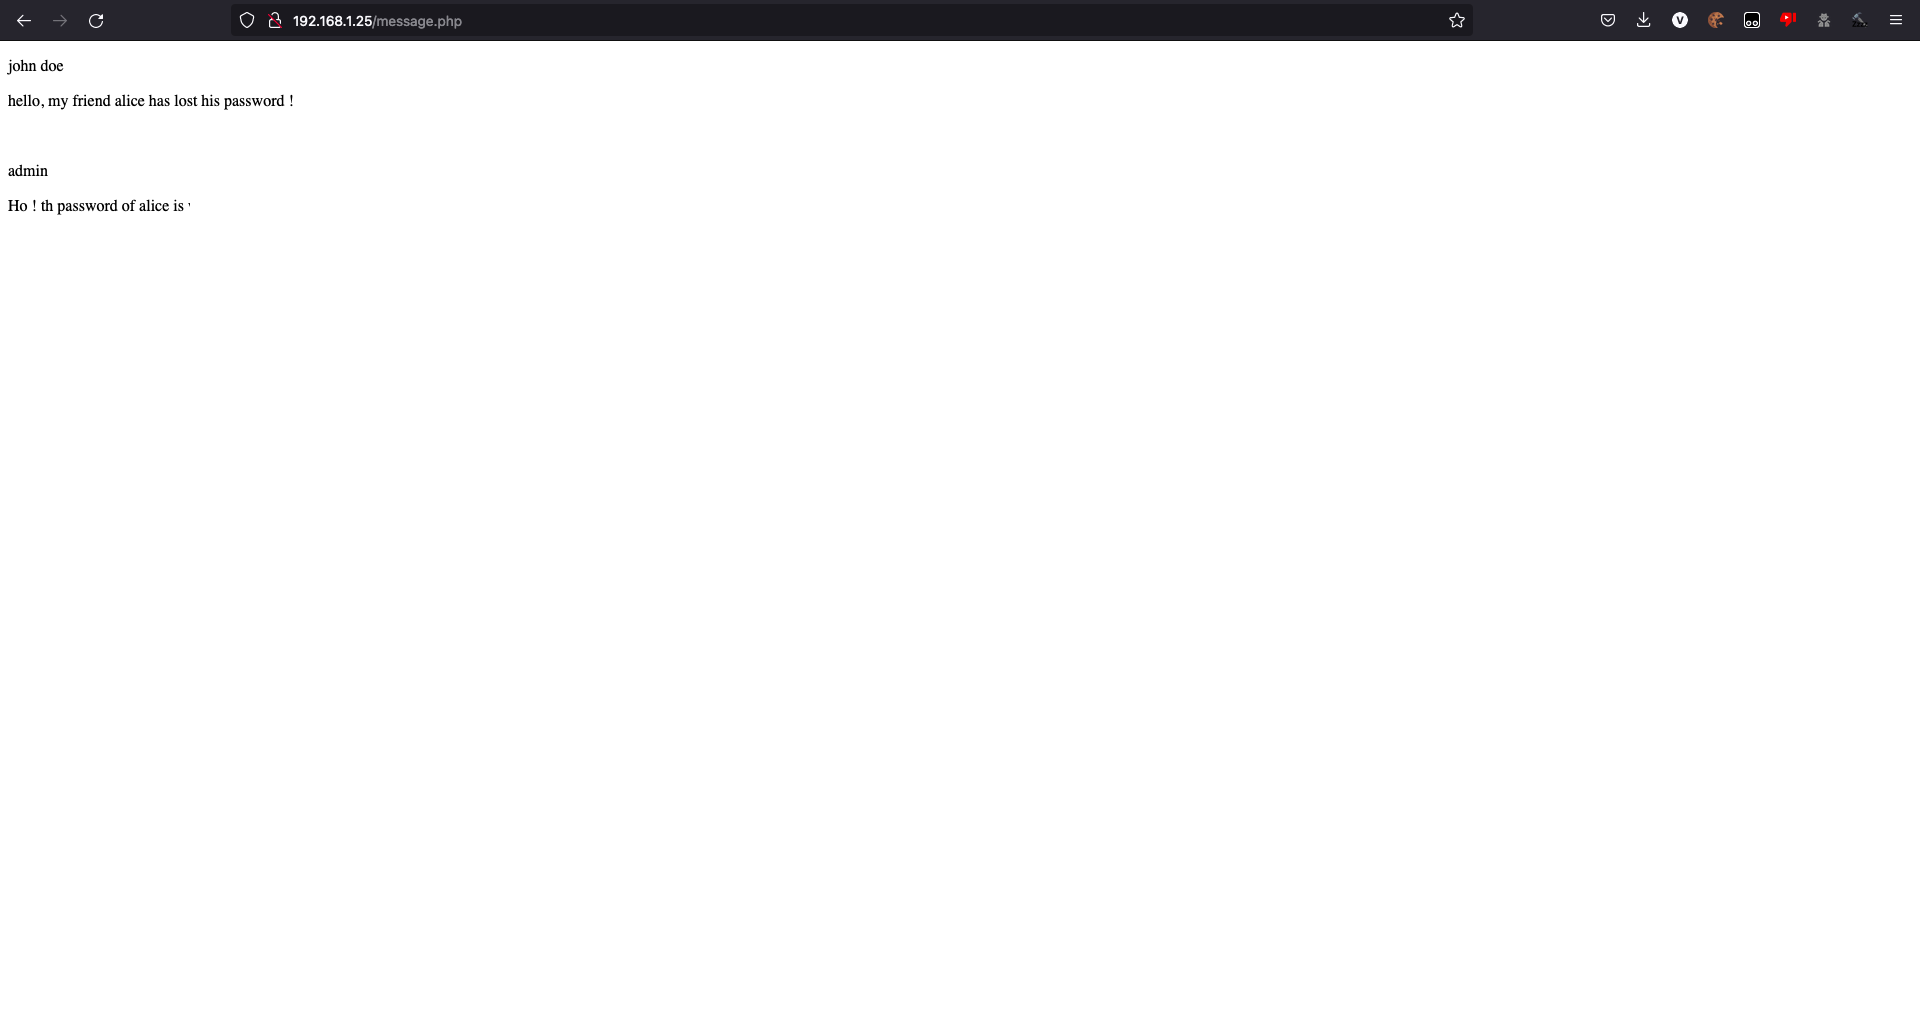 192.168.1.25/message.php
john doe
hello, my friend alice has lost his password !
admin
Ho ! th password of alice is